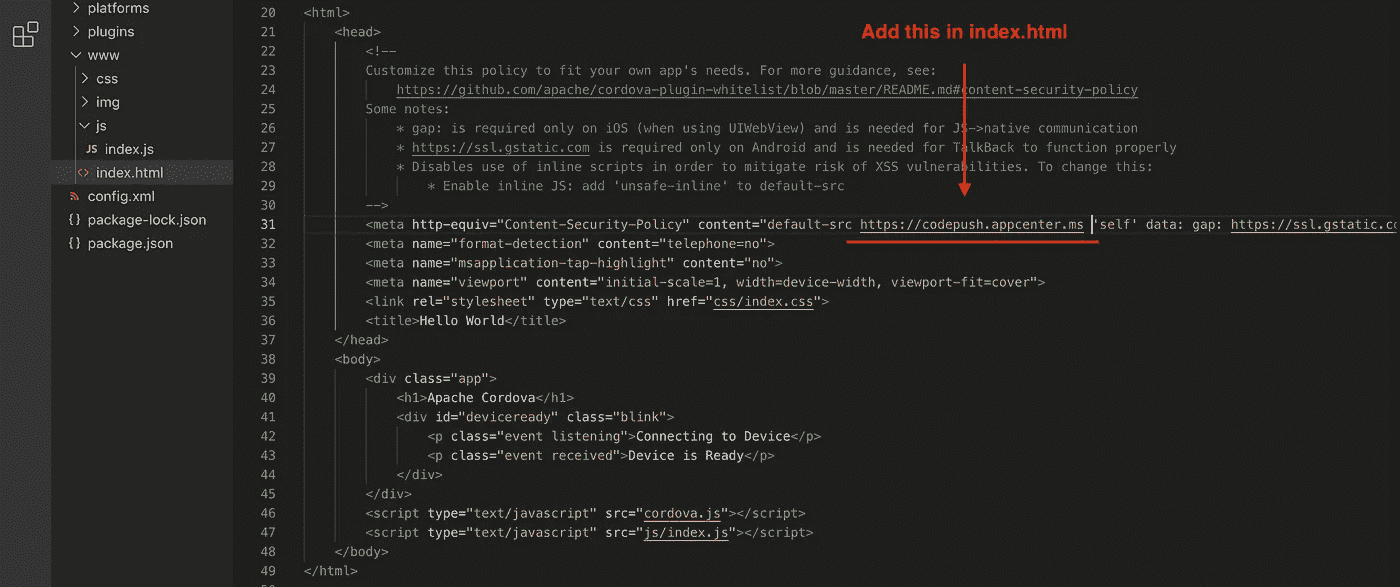 platforms
plugins
www
css
img
js
JS index.js
<> index.html
config.xml
{} package-lock.json
{} package.json
Add this in index.html
20 <html>
21 <head>
22 <!--
23 Customize this policy to fit your own app's needs. For more guidance, see:
24 https://github.com/apache/cordova-plugin-whitelist/blob/master/README.md#content-security-policy
25 Some notes:
26 * gap: is required only on iOS (when using UIWebView) and is needed for JS->native communication
27 * https://ssl.gstatic.com is required only on Android and is needed for TalkBack to function properly
28 * Disables use of inline scripts in order to mitigate risk of XSS vulnerabilities. To change this:
29 * Enable inline JS: add 'unsafe-inline' to default-src
30 -->
31 <meta http-equiv="Content-Security-Policy" content="default-src https://codepush.appcenter.ms 'self' data: gap: https://ssl.gstatic.co
32 <meta name="format-detection" content="telephone=no">
33 <meta name="msapplication-tap-highlight" content="no">
34 <meta name="viewport" content="initial-scale=1, width=device-width, viewport-fit=cover">
35 <link rel="stylesheet" type="text/css" href="css/index.css">
36 <title>Hello World</title>
37 </head>
38 <body>
39 <div class="app">
40 <h1>Apache Cordova</h1>
41 <div id="deviceready" class="blink">
42 <p class="event listening">Connecting to Device</p>
43 <p class="event received">Device is Ready</p>
44 </div>
45 </div>
46 <script type="text/javascript" src="cordova.js"></script>
47 <script type="text/javascript" src="js/index.js"></script>
48 </body>
49 </html>